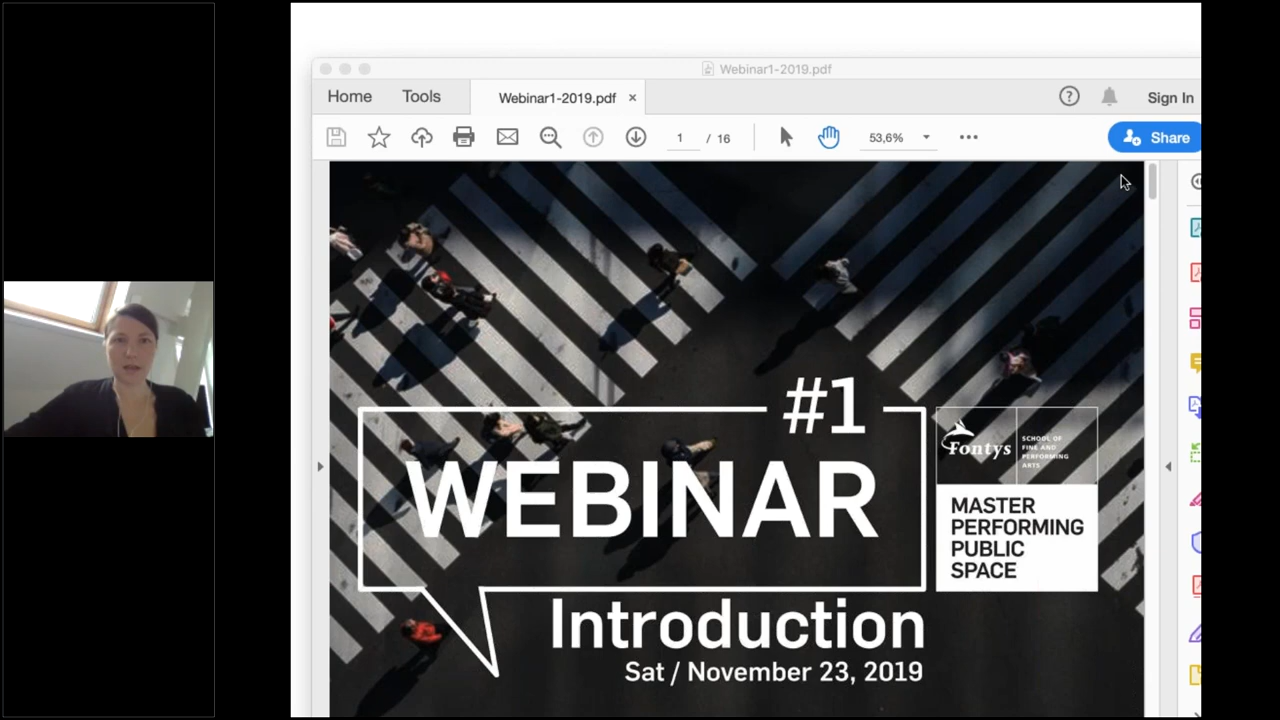 Webinar1-2019.pdf
Home
Tools
Webinar1-2019.pdf
Sign In
1 / 16
53,6%
Share
#1
WEBINAR
Introduction
Sat / November 23, 2019
Fontys
SCHOOL OF
FINE AND
PERFORMING
ARTS
MASTER
PERFORMING
PUBLIC
SPACE